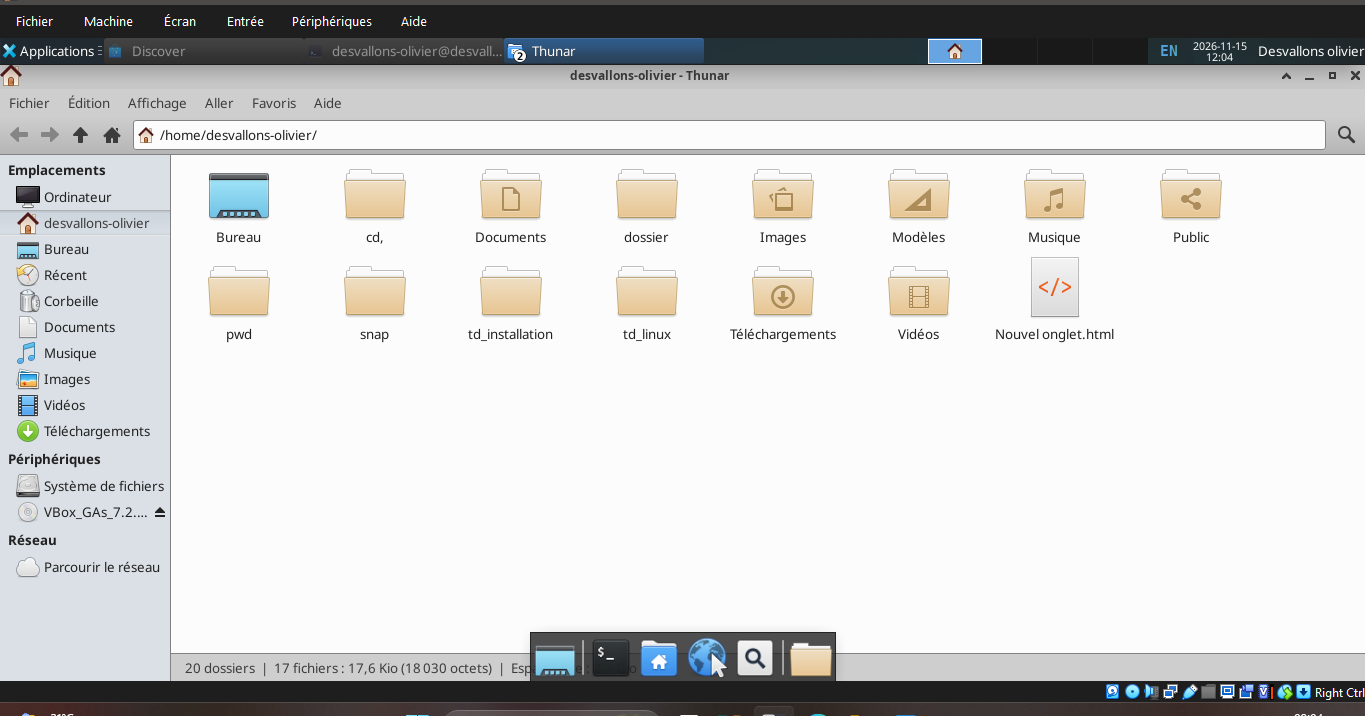 Fichier Machine Écran Entrée Périphériques Aide
Applications Discover desvallons-olivier@desvall... 2 Thunar EN 2026-11-15 Desvallons olivier
12:04
desvallons-olivier - Thunar
Fichier Édition Affichage Aller Favoris Aide
/home/desvallons-olivier/
Emplacements
Ordinateur
desvallons-olivier
Bureau
Récent
Corbeille
Documents
Musique
Images
Vidéos
Téléchargements
Périphériques
Système de fichiers
VBox_GAs_7.2....
Réseau
Parcourir le réseau
Bureau cd, Documents dossier Images Modèles Musique Public
</>
pwd snap td_installation td_linux Téléchargements Vidéos Nouvel onglet.html
$_
20 dossiers | 17 fichiers : 17,6 Kio (18 030 octets) |
Right Ctrl